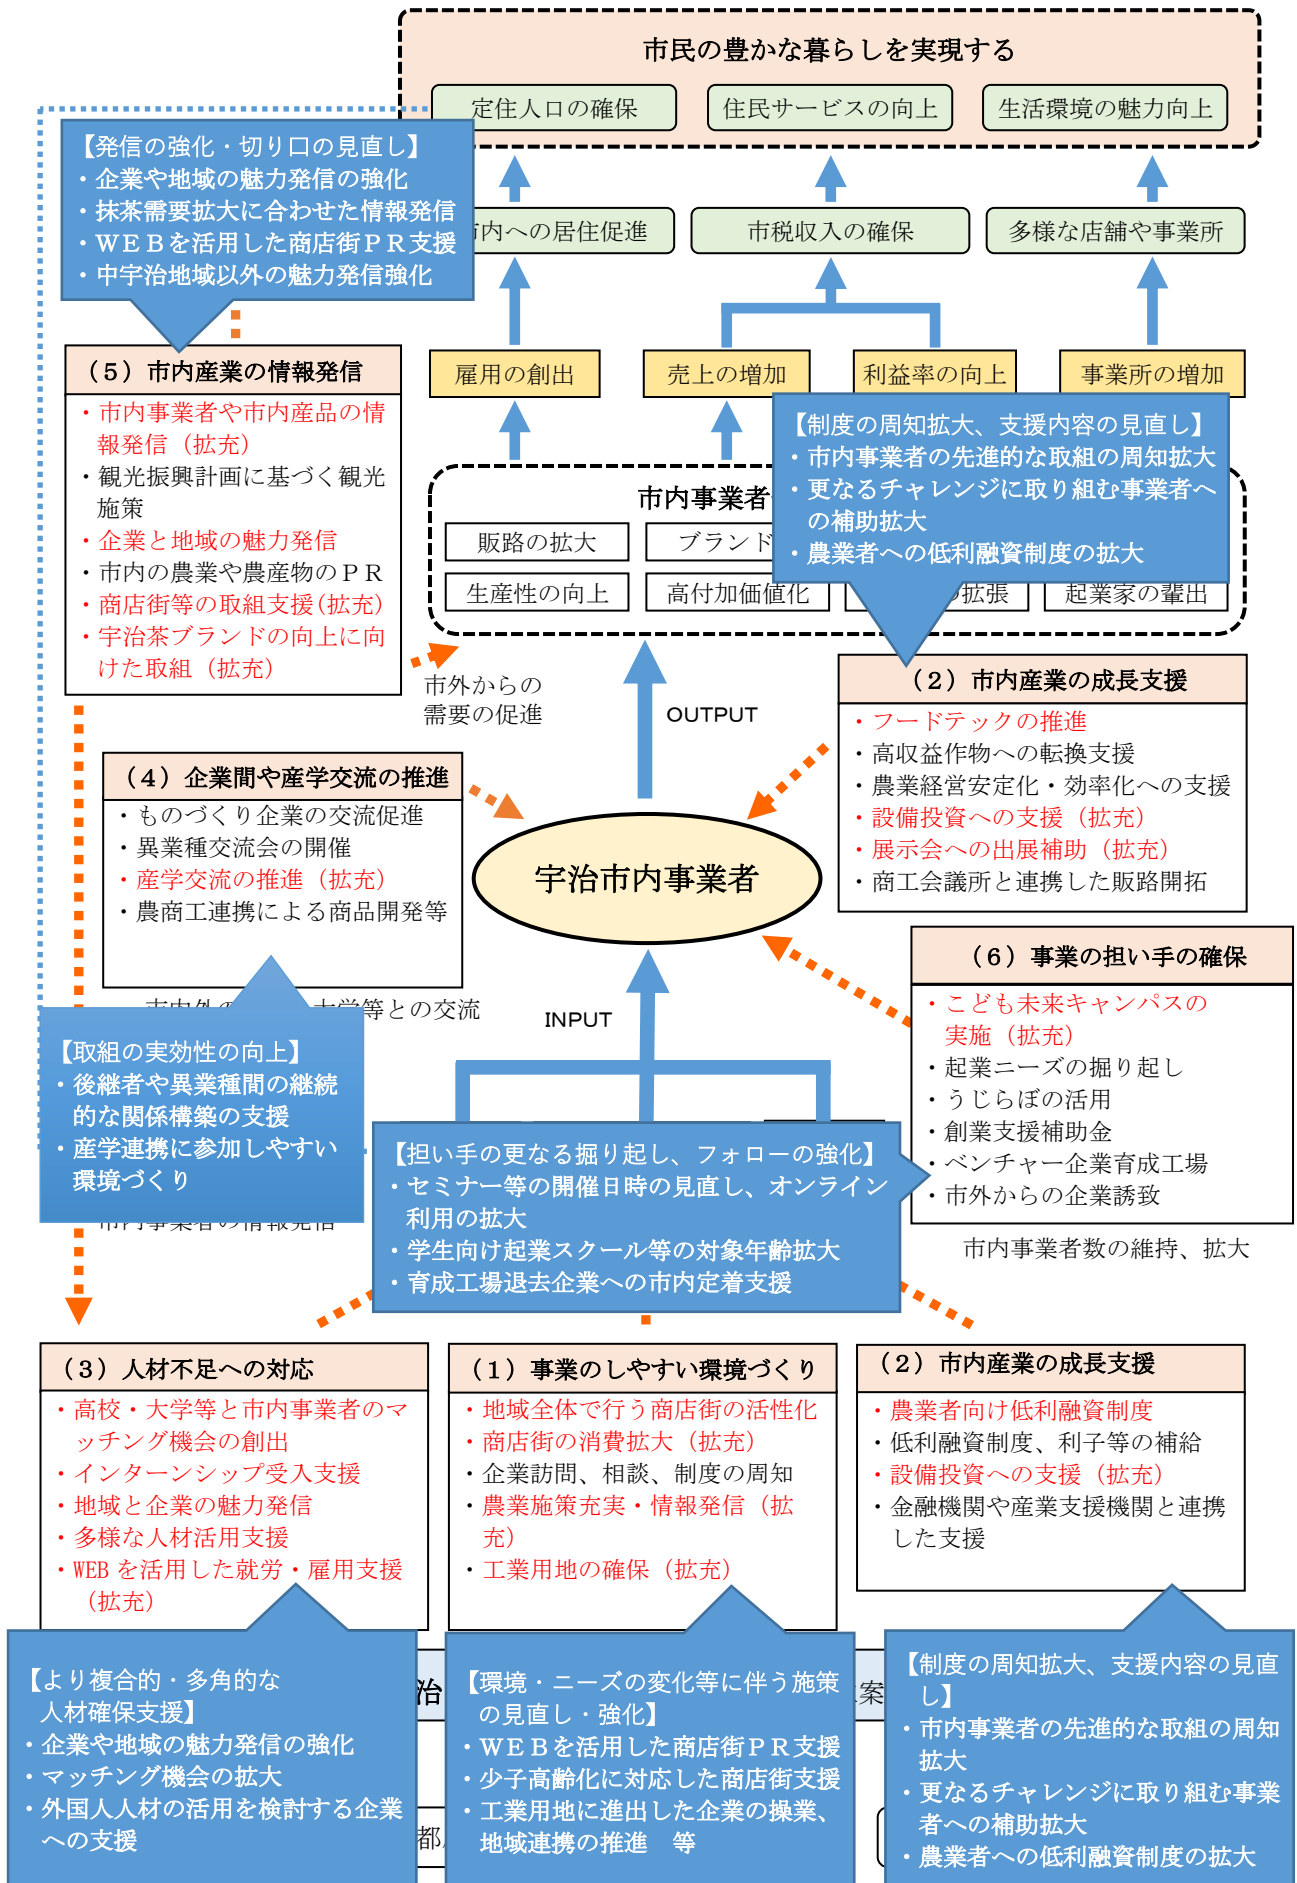 市民の豊かな暮らしを実現する
定住人口の確保
住民サービスの向上
生活環境の魅力向上
【発信の強化・切り口の見直し】
・企業や地域の魅力発信の強化
・抹茶需要拡大に合わせた情報発信
・ＷＥＢを活用した商店街ＰＲ支援
・中宇治地域以外の魅力発信強化
内への居住促進
市税収入の確保
多様な店舗や事業所
雇用の創出
売上の増加
利益率の向上
事業所の増加
（５）市内産業の情報発信
・市内事業者や市内産品の情
報発信（拡充）
・観光振興計画に基づく観光
施策
・企業と地域の魅力発信
・市内の農業や農産物のＰＲ
・商店街等の取組支援(拡充)
・宇治茶ブランドの向上に向
けた取組（拡充）
【制度の周知拡大、支援内容の見直し】
・市内事業者の先進的な取組の周知拡大
・更なるチャレンジに取り組む事業者へ
の補助拡大
・農業者への低利融資制度の拡大
市内事業者
販路の拡大
ブランド
生産性の向上
高付加価値化
拡張
起業家の輩出
市外からの
需要の促進
OUTPUT
（２）市内産業の成長支援
・フードテックの推進
・高収益作物への転換支援
・農業経営安定化・効率化への支援
・設備投資への支援（拡充）
・展示会への出展補助（拡充）
・商工会議所と連携した販路開拓
（４）企業間や産学交流の推進
・ものづくり企業の交流促進
・異業種交流会の開催
・産学交流の推進（拡充）
・農商工連携による商品開発等
宇治市内事業者
（６）事業の担い手の確保
・こども未来キャンパスの
実施（拡充）
・起業ニーズの掘り起し
・うじらぼの活用
・創業支援補助金
・ベンチャー企業育成工場
・市外からの企業誘致
市内事業者数の維持、拡大
市内外の
大学等との交流
INPUT
【取組の実効性の向上】
・後継者や異業種間の継続
的な関係構築の支援
・産学連携に参加しやすい
環境づくり
市内事業者の情報発信
【担い手の更なる掘り起し、フォローの強化】
・セミナー等の開催日時の見直し、オンライン
利用の拡大
・学生向け起業スクール等の対象年齢拡大
・育成工場退去企業への市内定着支援
（３）人材不足への対応
・高校・大学等と市内事業者のマ
ッチング機会の創出
・インターンシップ受入支援
・地域と企業の魅力発信
・多様な人材活用支援
・WEB を活用した就労・雇用支援
（拡充）
（１）事業のしやすい環境づくり
・地域全体で行う商店街の活性化
・商店街の消費拡大（拡充）
・企業訪問、相談、制度の周知
・農業施策充実・情報発信（拡
充）
・工業用地の確保（拡充）
（２）市内産業の成長支援
・農業者向け低利融資制度
・低利融資制度、利子等の補給
・設備投資への支援（拡充）
・金融機関や産業支援機関と連携
した支援
【より複合的・多角的な
人材確保支援】
・企業や地域の魅力発信の強化
・マッチング機会の拡大
・外国人人材の活用を検討する企業
への支援
治
【環境・ニーズの変化等に伴う施策
の見直し・強化】
・ＷＥＢを活用した商店街ＰＲ支援
・少子高齢化に対応した商店街支援
・工業用地に進出した企業の操業、
地域連携の推進　等
案
都
【制度の周知拡大、支援内容の見直
し】
・市内事業者の先進的な取組の周知
拡大
・更なるチャレンジに取り組む事業
者への補助拡大
・農業者への低利融資制度の拡大